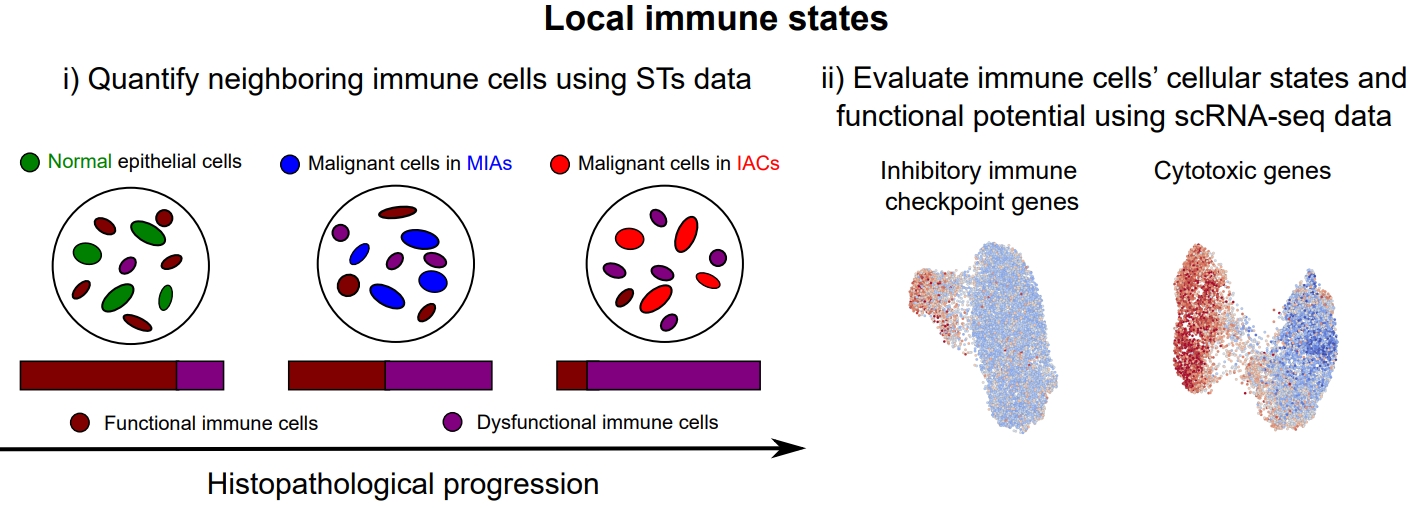 Local immune states
i) Quantify neighboring immune cells using STs data
ii) Evaluate immune cells’ cellular states and
functional potential using scRNA-seq data
Normal epithelial cells
Malignant cells in MIAs
Malignant cells in IACs
Functional immune cells
Dysfunctional immune cells
Histopathological progression
Inhibitory immune
checkpoint genes
Cytotoxic genes